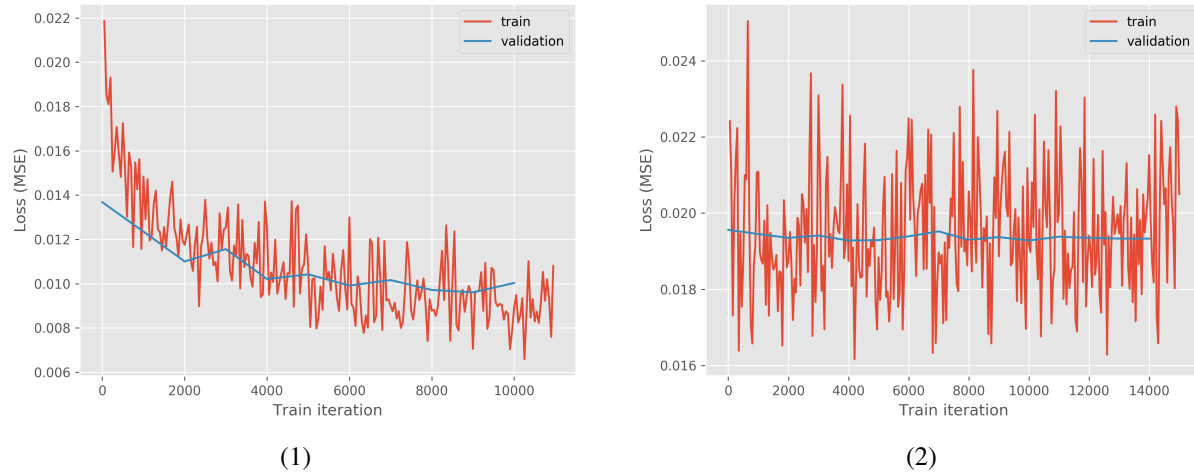 0.022
0.020
0.018
0.016
0.014
0.012
0.010
0.008
0.006
Loss (MSE)
0 2000 4000 6000 8000 10000
Train iteration
train
validation
(1)
0.024
0.022
0.020
0.018
0.016
Loss (MSE)
0 2000 4000 6000 8000 10000 12000 14000
Train iteration
train
validation
(2)